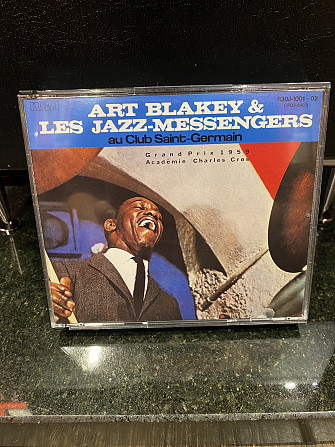 ART BLAKEY &
LES JAZZ-MESSENGERS
au Club Saint-Germain
Grand Prix 1959
Académie Charles Cros